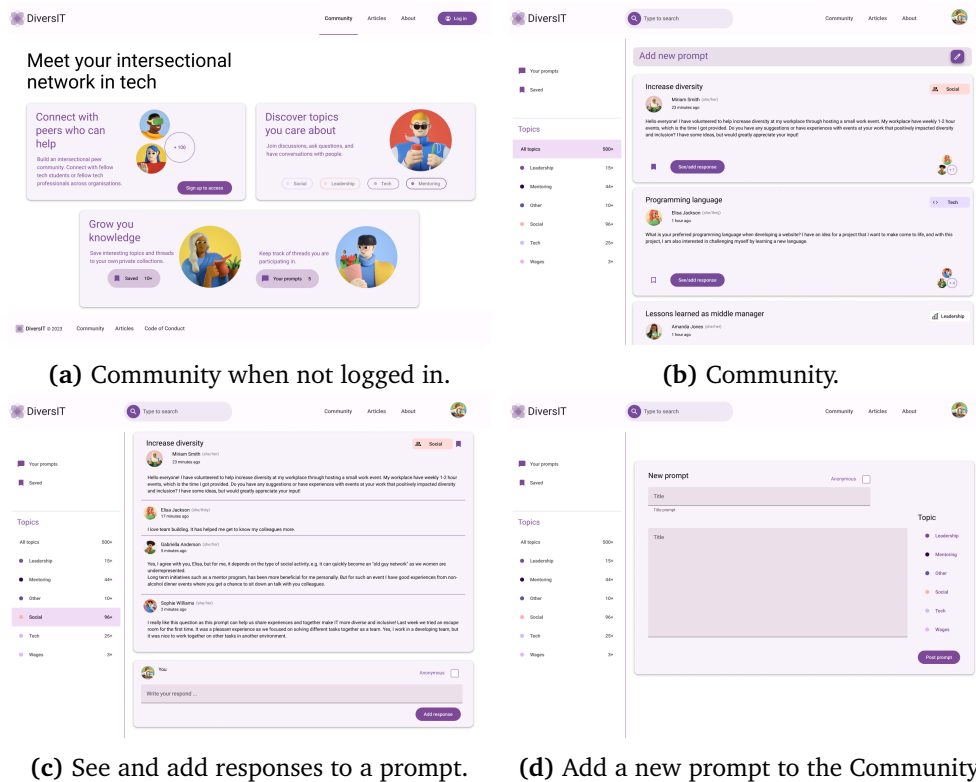 DiversIT
Community Articles About Log in
Meet your intersectional
network in tech
Connect with
peers who can
help
Build an intersectional peer
community. Connect with fellow
tech students or fellow tech
professionals across organisations.
+ 100
Sign up to access
Discover topics
you care about
Join discussions, ask questions, and
have conversations with people.
Social Leadership Tech Mentoring
Grow you
knowledge
Save interesting topics and threads
to your own private collections.
Saved 10+
Keep track of threads you are
participating in.
Your prompts 5
DiversIT © 2023 Community Articles Code of Conduct
(a) Community when not logged in.
DiversIT Type to search Community Articles About
Your prompts
Saved
Topics
All topics 500+
Leadership 15+
Mentoring 44+
Other 10+
Social 96+
Tech 25+
Wages 3+
Add new prompt
Increase diversity
Social
Miriam Smith (she/her)
23 minutes ago
Hello everyone! I have volunteered to help increase diversity at my workplace through hosting a small work event. My workplace have weekly 1-2 hour
events, which is the time I got provided. Do you have any suggestions or have experiences with events at your work that positively impacted diversity
and inclusion? I have some ideas, but would greatly appreciate your input!
See/add response
Programming language
Tech
Elisa Jackson (she/they)
1 hour ago
What is your preferred programming language when developing a website? I have an idea for a project that I want to make come to life, and with this
project, I am also interested in challenging myself by learning a new language.
See/add response
Lessons learned as middle manager
Leadership
Amanda Jones (she/her)
1 hour ago
(b) Community.
DiversIT Type to search Community Articles About
Your prompts
Saved
Topics
All topics 500+
Leadership 15+
Mentoring 44+
Other 10+
Social 96+
Tech 25+
Wages 3+
Increase diversity
Social
Miriam Smith (she/her)
23 minutes ago
Hello everyone! I have volunteered to help increase diversity at my workplace through hosting a small work event. My workplace have weekly 1-2 hour
events, which is the time I got provided. Do you have any suggestions or have experiences with events at your work that positively impacted diversity
and inclusion? I have some ideas, but would greatly appreciate your input!
Elisa Jackson (she/they)
17 minutes ago
I love team building. It has helped me get to know my colleagues more.
Gabriella Anderson (she/her)
5 minutes ago
Yes, I agree with you, Elisa, but for me, it depends on the type of social activity, e.g. it can quickly become an "old guy network" as we women are
underrepresented.
Long term initiatives such as a mentor program, has been more beneficial for me personally. But for such an event I have good experiences from non-
alcohol dinner events where you get a chance to sit down an talk with you colleagues.
Sophie Williams (she/her)
2 minutes ago
I really like this question as this prompt can help us share experiences and together make IT more diverse and inclusive! Last week we tried an escape
room for the first time. It was a pleasant experience as we focused on solving different tasks together as a team. Yes, I work in a developing team, but
it was nice to work together on other tasks in another environment.
You
Anonymous
Write your respond ...
Add response
(c) See and add responses to a prompt.
DiversIT Type to search Community Articles About
Your prompts
Saved
Topics
All topics 500+
Leadership 15+
Mentoring 44+
Other 10+
Social 96+
Tech 25+
Wages 3+
New prompt
Anonymous
Title
Title prompt
Title
Topic
Leadership
Mentoring
Other
Social
Tech
Wages
Post prompt
(d) Add a new prompt to the Community